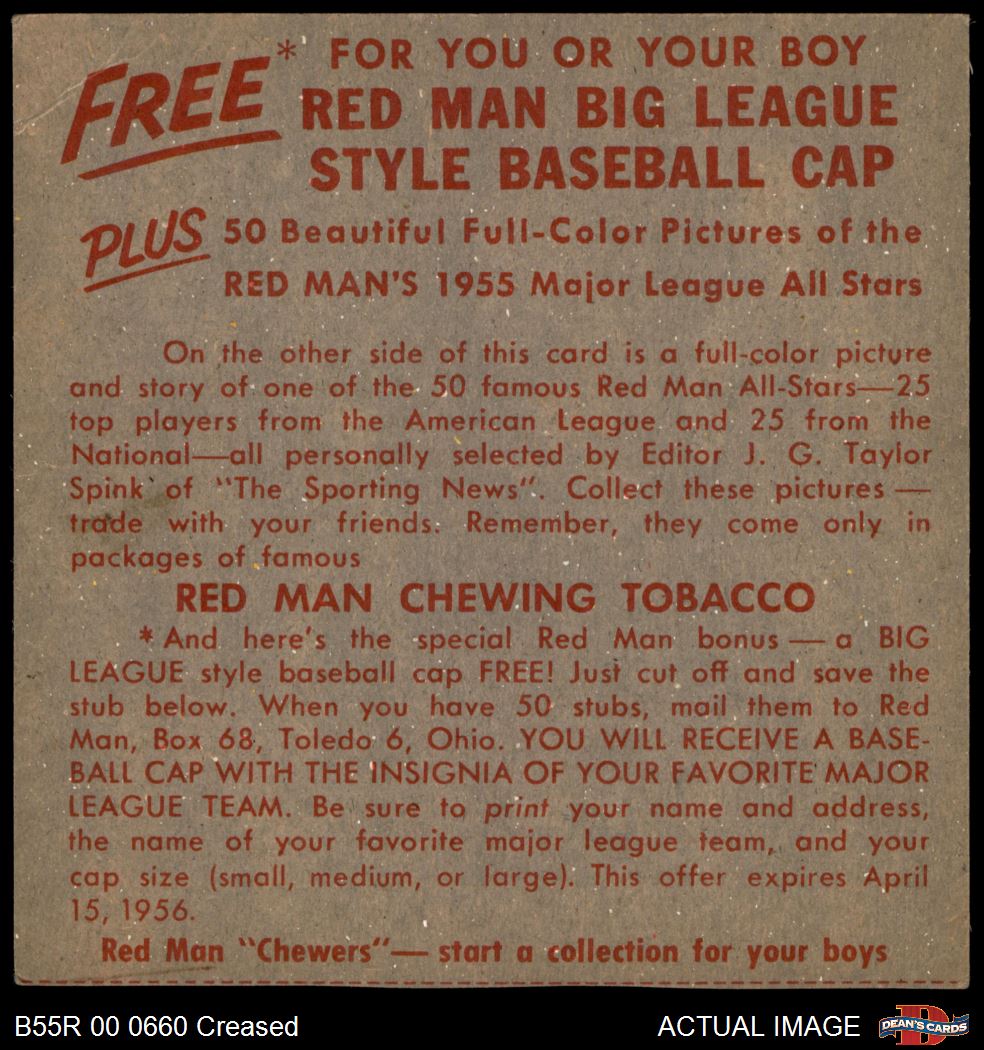 FREE* FOR YOU OR YOUR BOY
RED MAN BIG LEAGUE
STYLE BASEBALL CAP
PLUS 50 Beautiful Full-Color Pictures of the
RED MAN'S 1955 Major League All Stars
On the other side of this card is a full-color picture
and story of one of the 50 famous Red Man All-Stars—25
top players from the American League and 25 from the
National—all personally selected by Editor J. G. Taylor
Spink of "The Sporting News". Collect these pictures —
trade with your friends. Remember, they come only in
packages of famous
RED MAN CHEWING TOBACCO
* And here's the special Red Man bonus — a BIG
LEAGUE style baseball cap FREE! Just cut off and save the
stub below. When you have 50 stubs, mail them to Red
Man, Box 68, Toledo 6, Ohio. YOU WILL RECEIVE A BASE-
BALL CAP WITH THE INSIGNIA OF YOUR FAVORITE MAJOR
LEAGUE TEAM. Be sure to print your name and address,
the name of your favorite major league team, and your
cap size (small, medium, or large). This offer expires April
15, 1956.
Red Man "Chewers"— start a collection for your boys
B55R 00 0660 Creased
ACTUAL IMAGE
DEAN'S CARDS